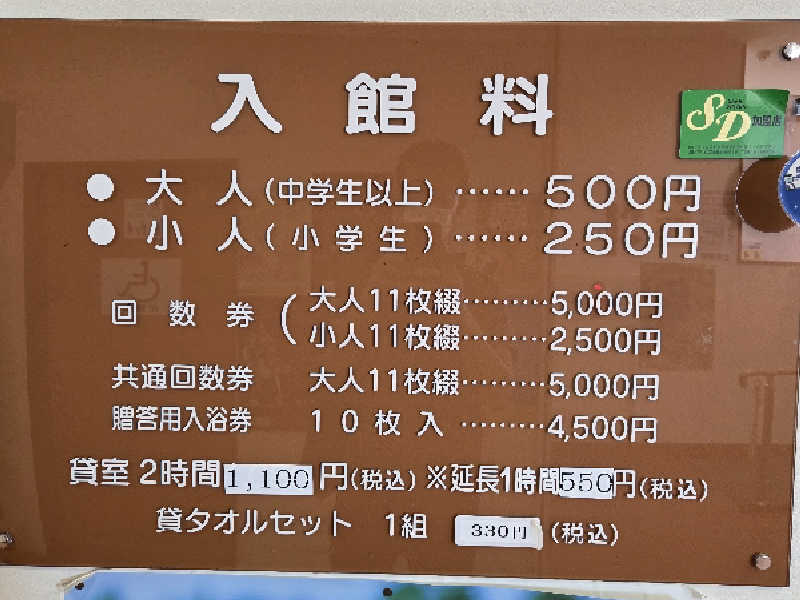 入館料
●大人(中学生以上)……500円
●小人(小学生)……250円
回数券(大人11枚綴………5,000円
小人11枚綴………2,500円
共通回数券 大人11枚綴………5,000円
贈答用入浴券 10枚入………4,500円
貸室2時間1,100円(税込)※延長1時間550円(税込)
貸タオルセット 1組 330円 (税込)
SD加盟店